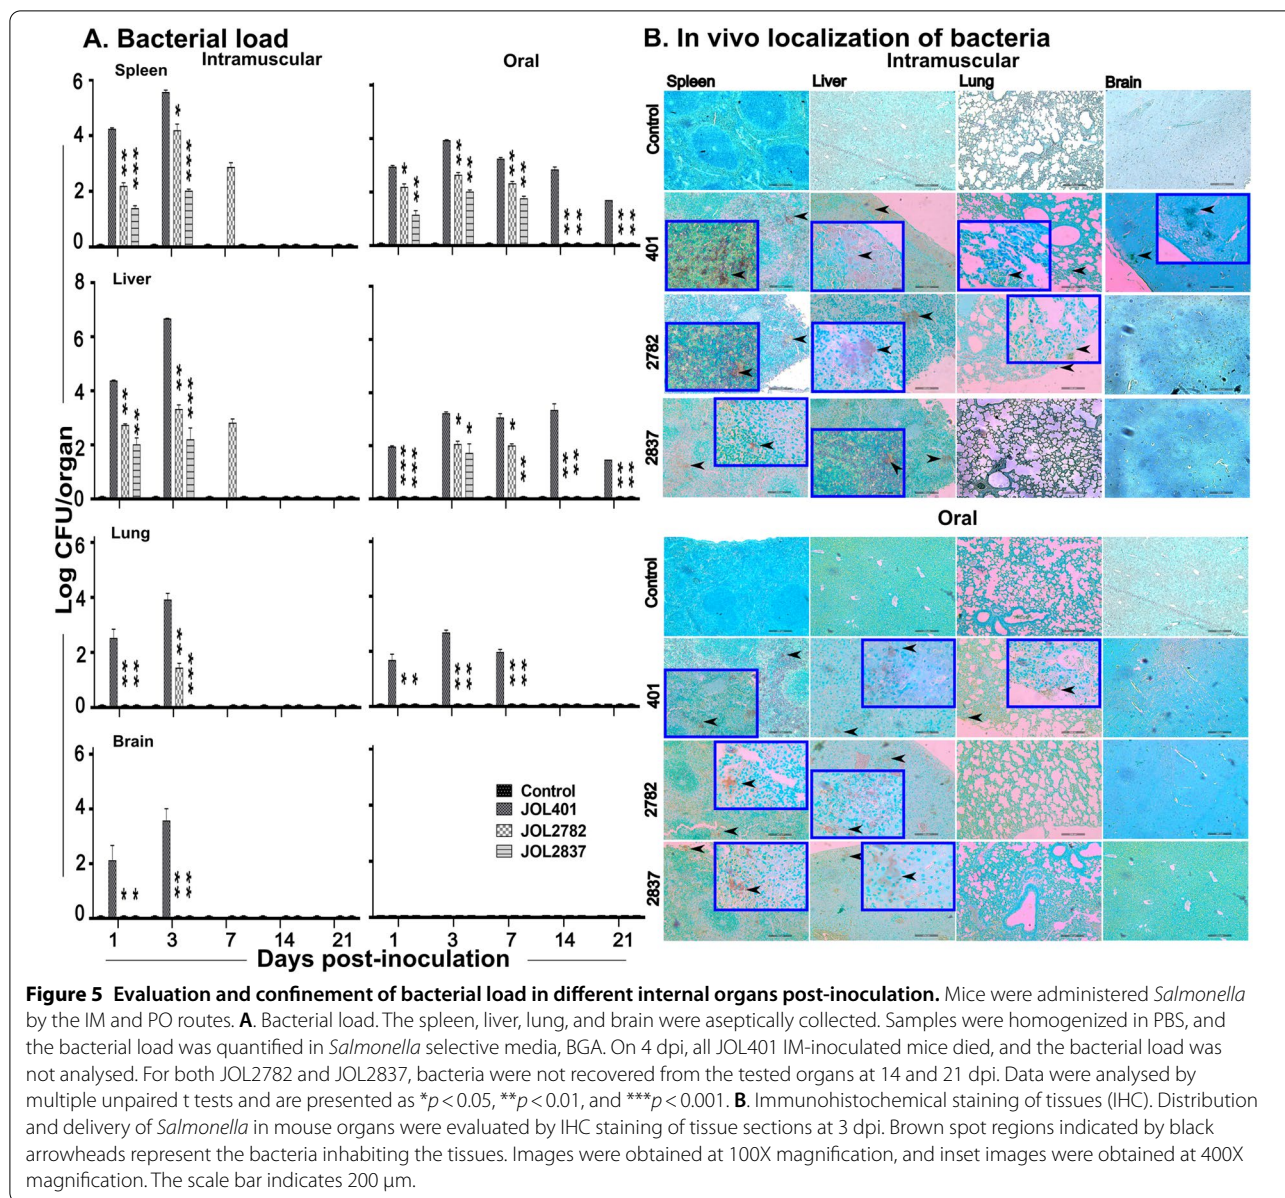 A. Bacterial load
Intramuscular
Oral
Spleen
6
4
2
0
Liver
8
6
4
2
0
Lung
6
4
2
0
Brain
6
4
2
0
Log CFU/organ
** *** * *** * ** ** *** ** *** ** ** ** **
** ** ** *** *** *** * * * ** ** ** ** **
** ** ** *** * * ** ** ** **
* * ** **
Control
JOL401
JOL2782
JOL2837
1 3 7 14 21
1 3 7 14 21
Days post-inoculation
B. In vivo localization of bacteria
Intramuscular
Spleen Liver Lung Brain
Control
401
2782
2837
Oral
Control
401
2782
2837
Figure 5 Evaluation and confinement of bacterial load in different internal organs post-inoculation. Mice were administered Salmonella
by the IM and PO routes. A. Bacterial load. The spleen, liver, lung, and brain were aseptically collected. Samples were homogenized in PBS, and
the bacterial load was quantified in Salmonella selective media, BGA. On 4 dpi, all JOL401 IM-inoculated mice died, and the bacterial load was
not analysed. For both JOL2782 and JOL2837, bacteria were not recovered from the tested organs at 14 and 21 dpi. Data were analysed by
multiple unpaired t tests and are presented as *p < 0.05, **p < 0.01, and ***p < 0.001. B. Immunohistochemical staining of tissues (IHC). Distribution
and delivery of Salmonella in mouse organs were evaluated by IHC staining of tissue sections at 3 dpi. Brown spot regions indicated by black
arrowheads represent the bacteria inhabiting the tissues. Images were obtained at 100X magnification, and inset images were obtained at 400X
magnification. The scale bar indicates 200 µm.